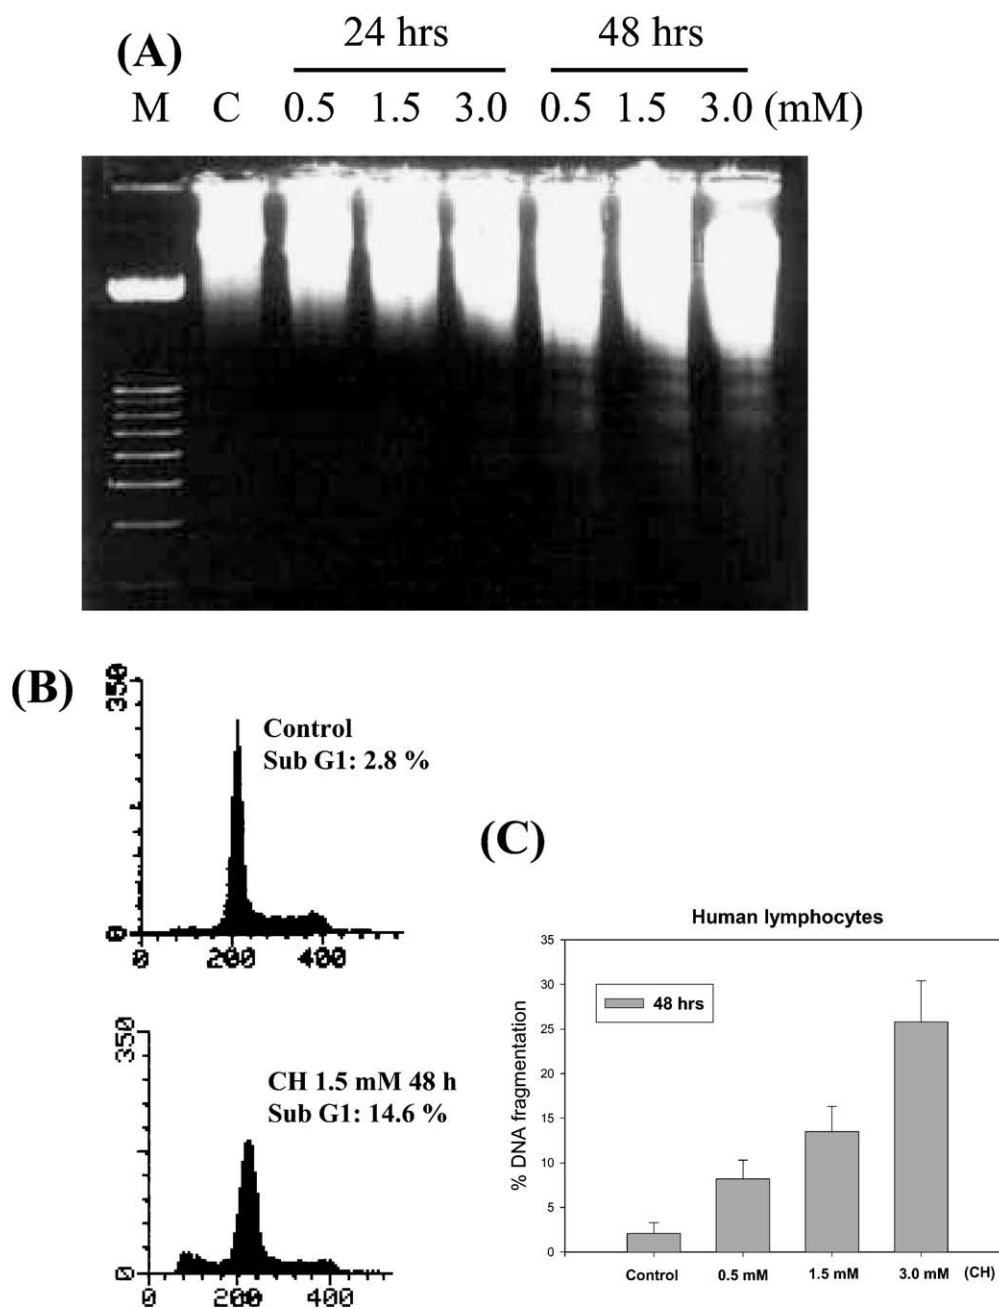 (A)
24 hrs 48 hrs
M C 0.5 1.5 3.0 0.5 1.5 3.0 (mM)
(B)
350
Control
Sub G1: 2.8 %
0
0 200 400
350
CH 1.5 mM 48 h
Sub G1: 14.6 %
0
0 200 400
(C)
Human lymphocytes
35
30
25
20
15
10
5
0
% DNA fragmentation
48 hrs
Control 0.5 mM 1.5 mM 3.0 mM (CH)